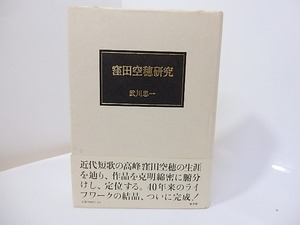 窪田空穂研究
武川忠一
近代短歌の高峰窪田空穂の生涯
を辿り、作品を克明綿密に腑分
けし、定位する。40年来のライ
フワークの結晶、ついに完成!